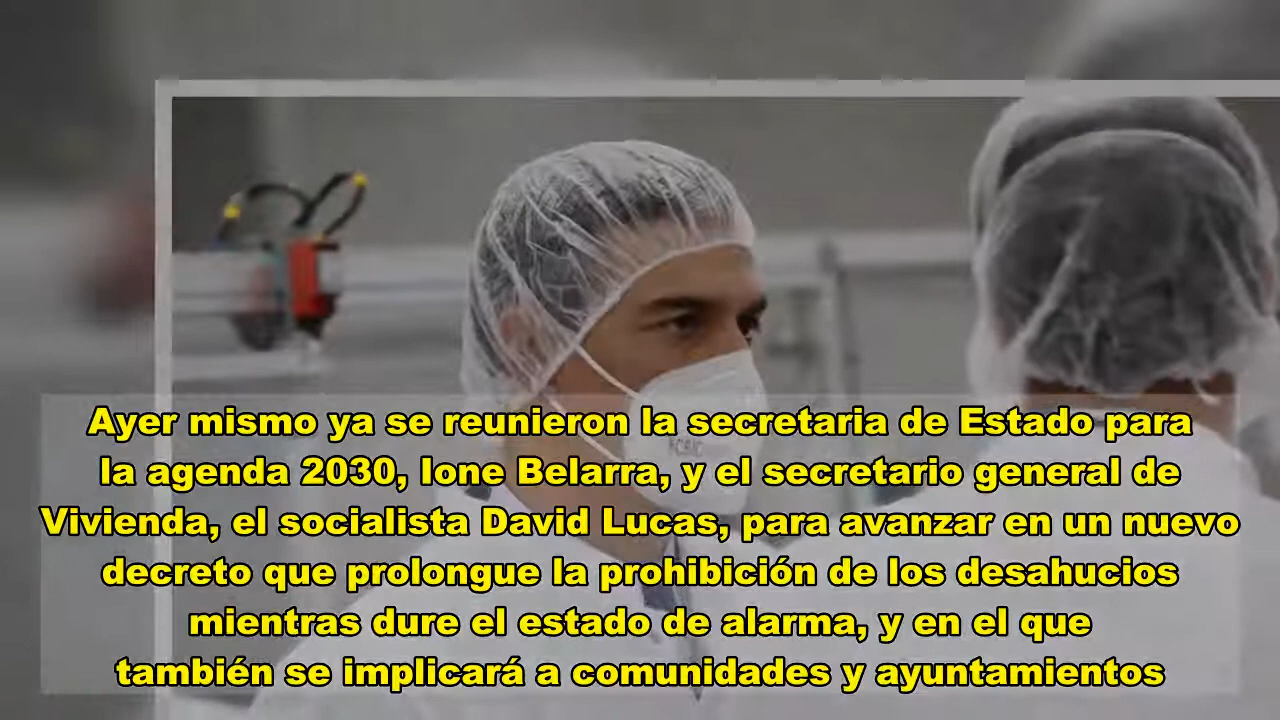 Ayer mismo ya se reunieron la secretaria de Estado para
la agenda 2030, Ione Belarra, y el secretario general de
Vivienda, el socialista David Lucas, para avanzar en un nuevo
decreto que prolongue la prohibición de los desahucios
mientras dure el estado de alarma, y en el que
también se implicará a comunidades y ayuntamientos